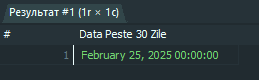 Результат #1 (1r × 1c)
# Data Peste 30 Zile
1 February 25, 2025 00:00:00